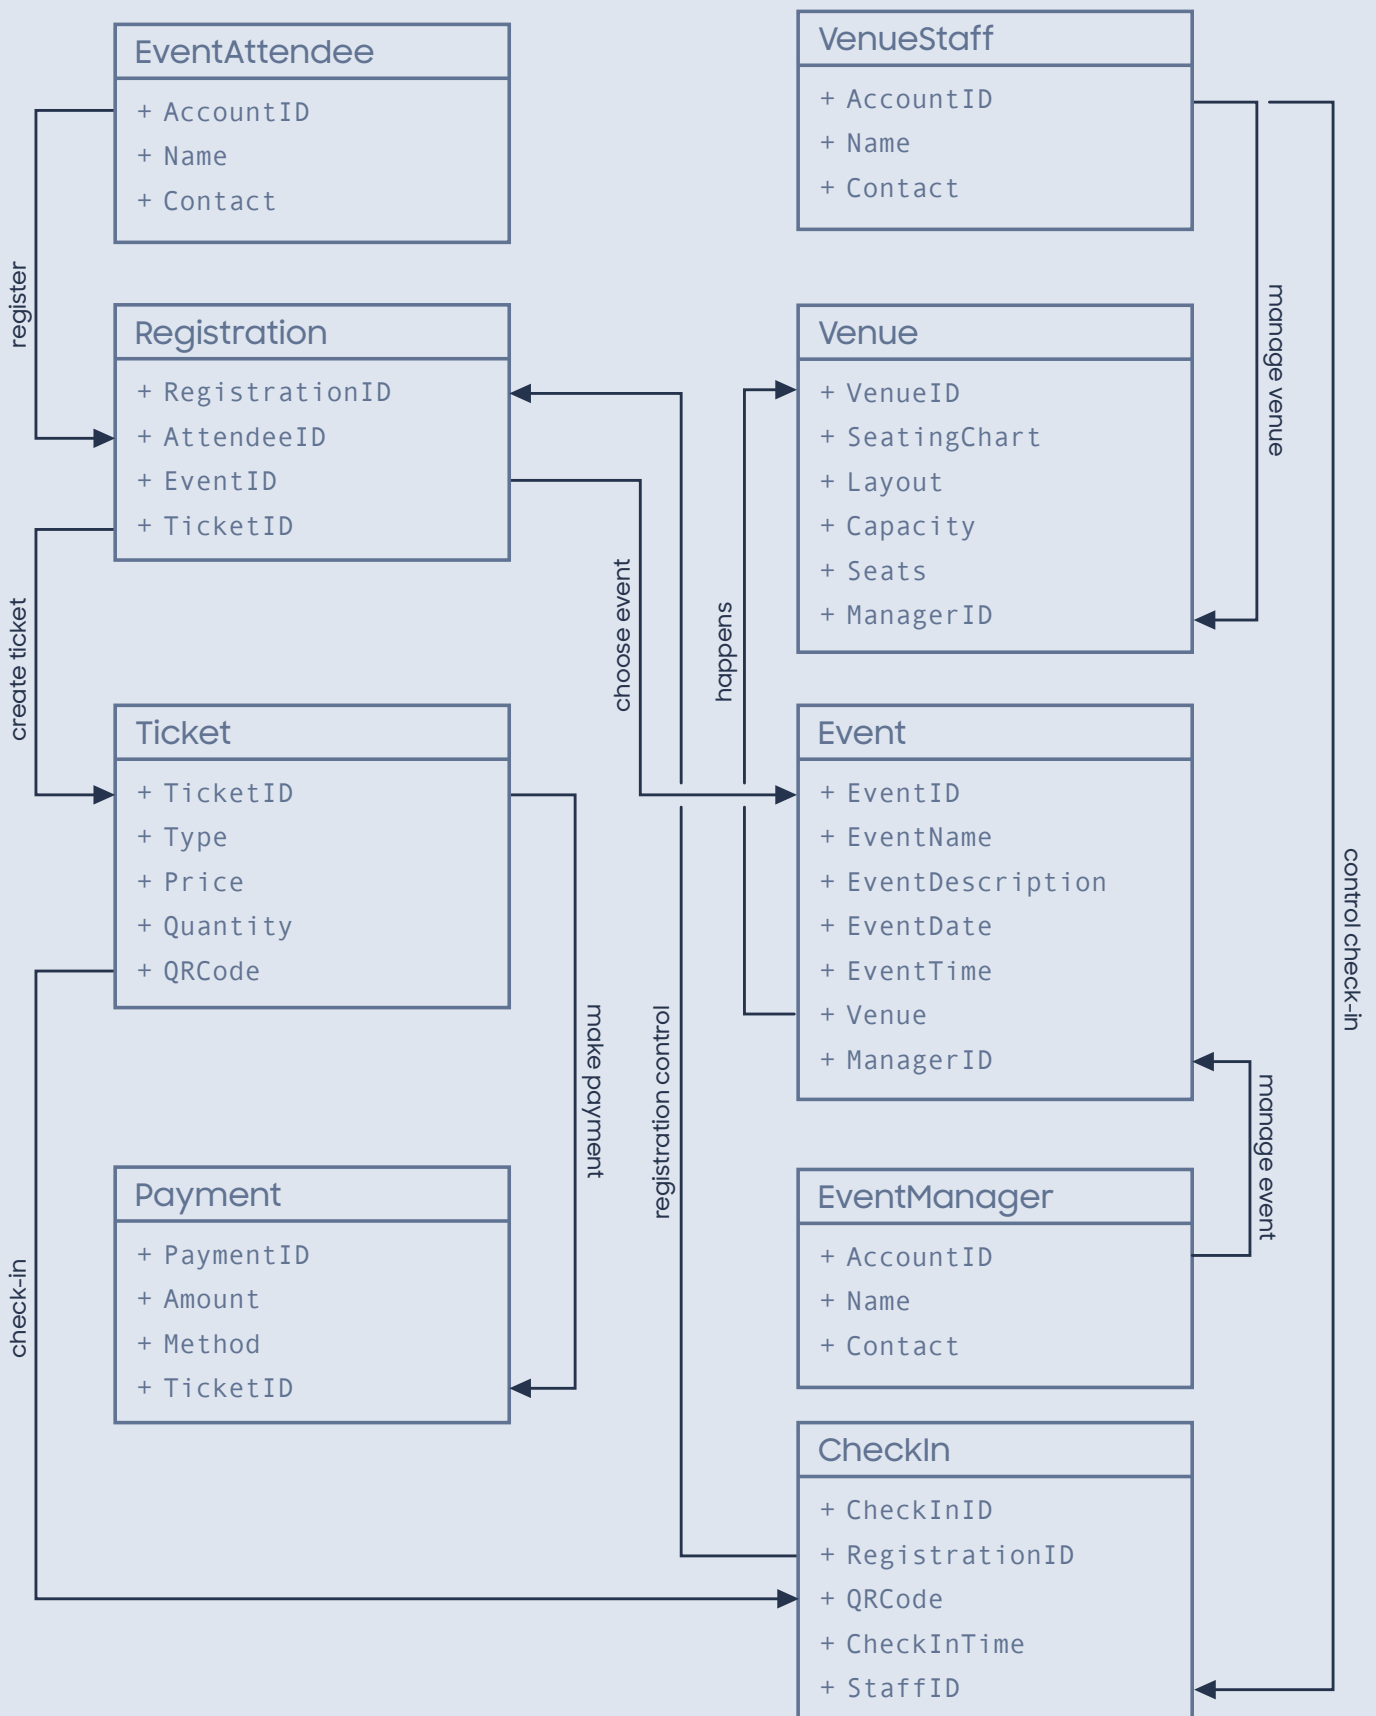 EventAttendee
+ AccountID
+ Name
+ Contact
VenueStaff
+ AccountID
+ Name
+ Contact
register
manage venue
Registration
+ RegistrationID
+ AttendeeID
+ EventID
+ TicketID
Venue
+ VenueID
+ SeatingChart
+ Layout
+ Capacity
+ Seats
+ ManagerID
create ticket
choose event
happens
Ticket
+ TicketID
+ Type
+ Price
+ Quantity
+ QRCode
Event
+ EventID
+ EventName
+ EventDescription
+ EventDate
+ EventTime
+ Venue
+ ManagerID
control check-in
make payment
registration control
manage event
Payment
+ PaymentID
+ Amount
+ Method
+ TicketID
EventManager
+ AccountID
+ Name
+ Contact
check-in
CheckIn
+ CheckInID
+ RegistrationID
+ QRCode
+ CheckInTime
+ StaffID